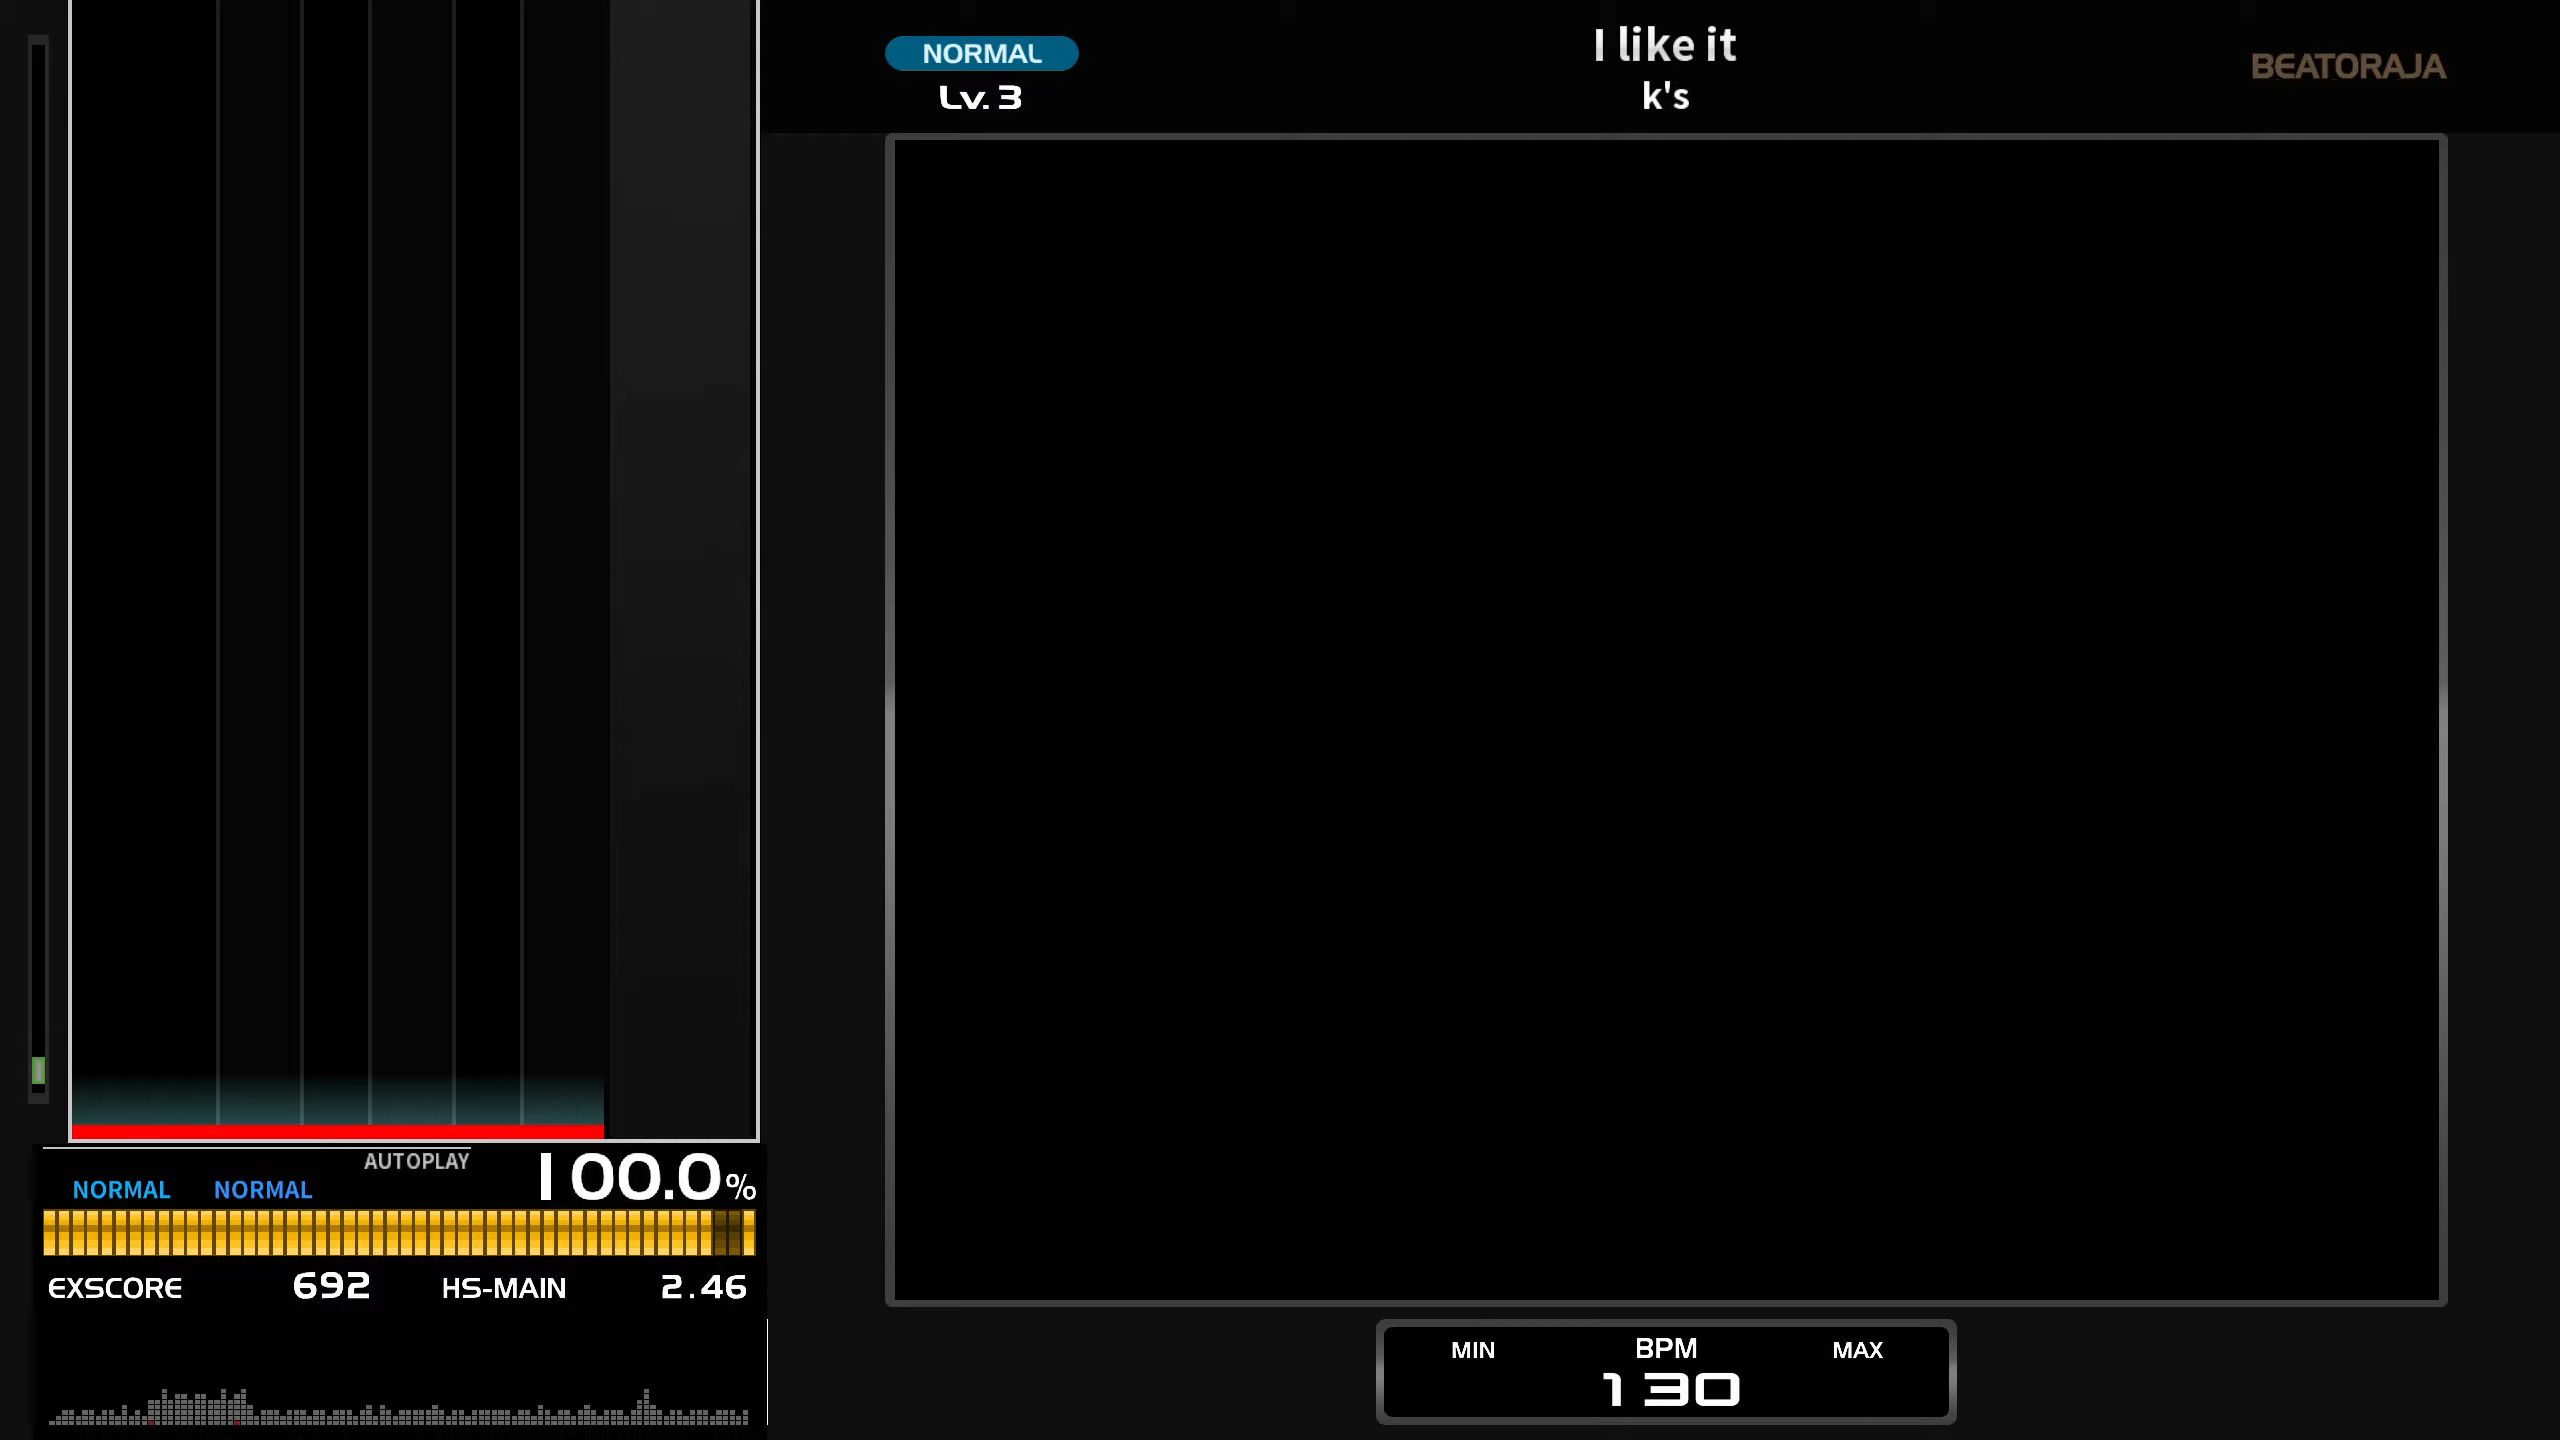 NORMAL
Lv. 3
I like it
k's
BEATORAJA
AUTOPLAY
NORMAL NORMAL
100.0%
EXSCORE 692 HS-MAIN 2.46
MIN BPM MAX
130